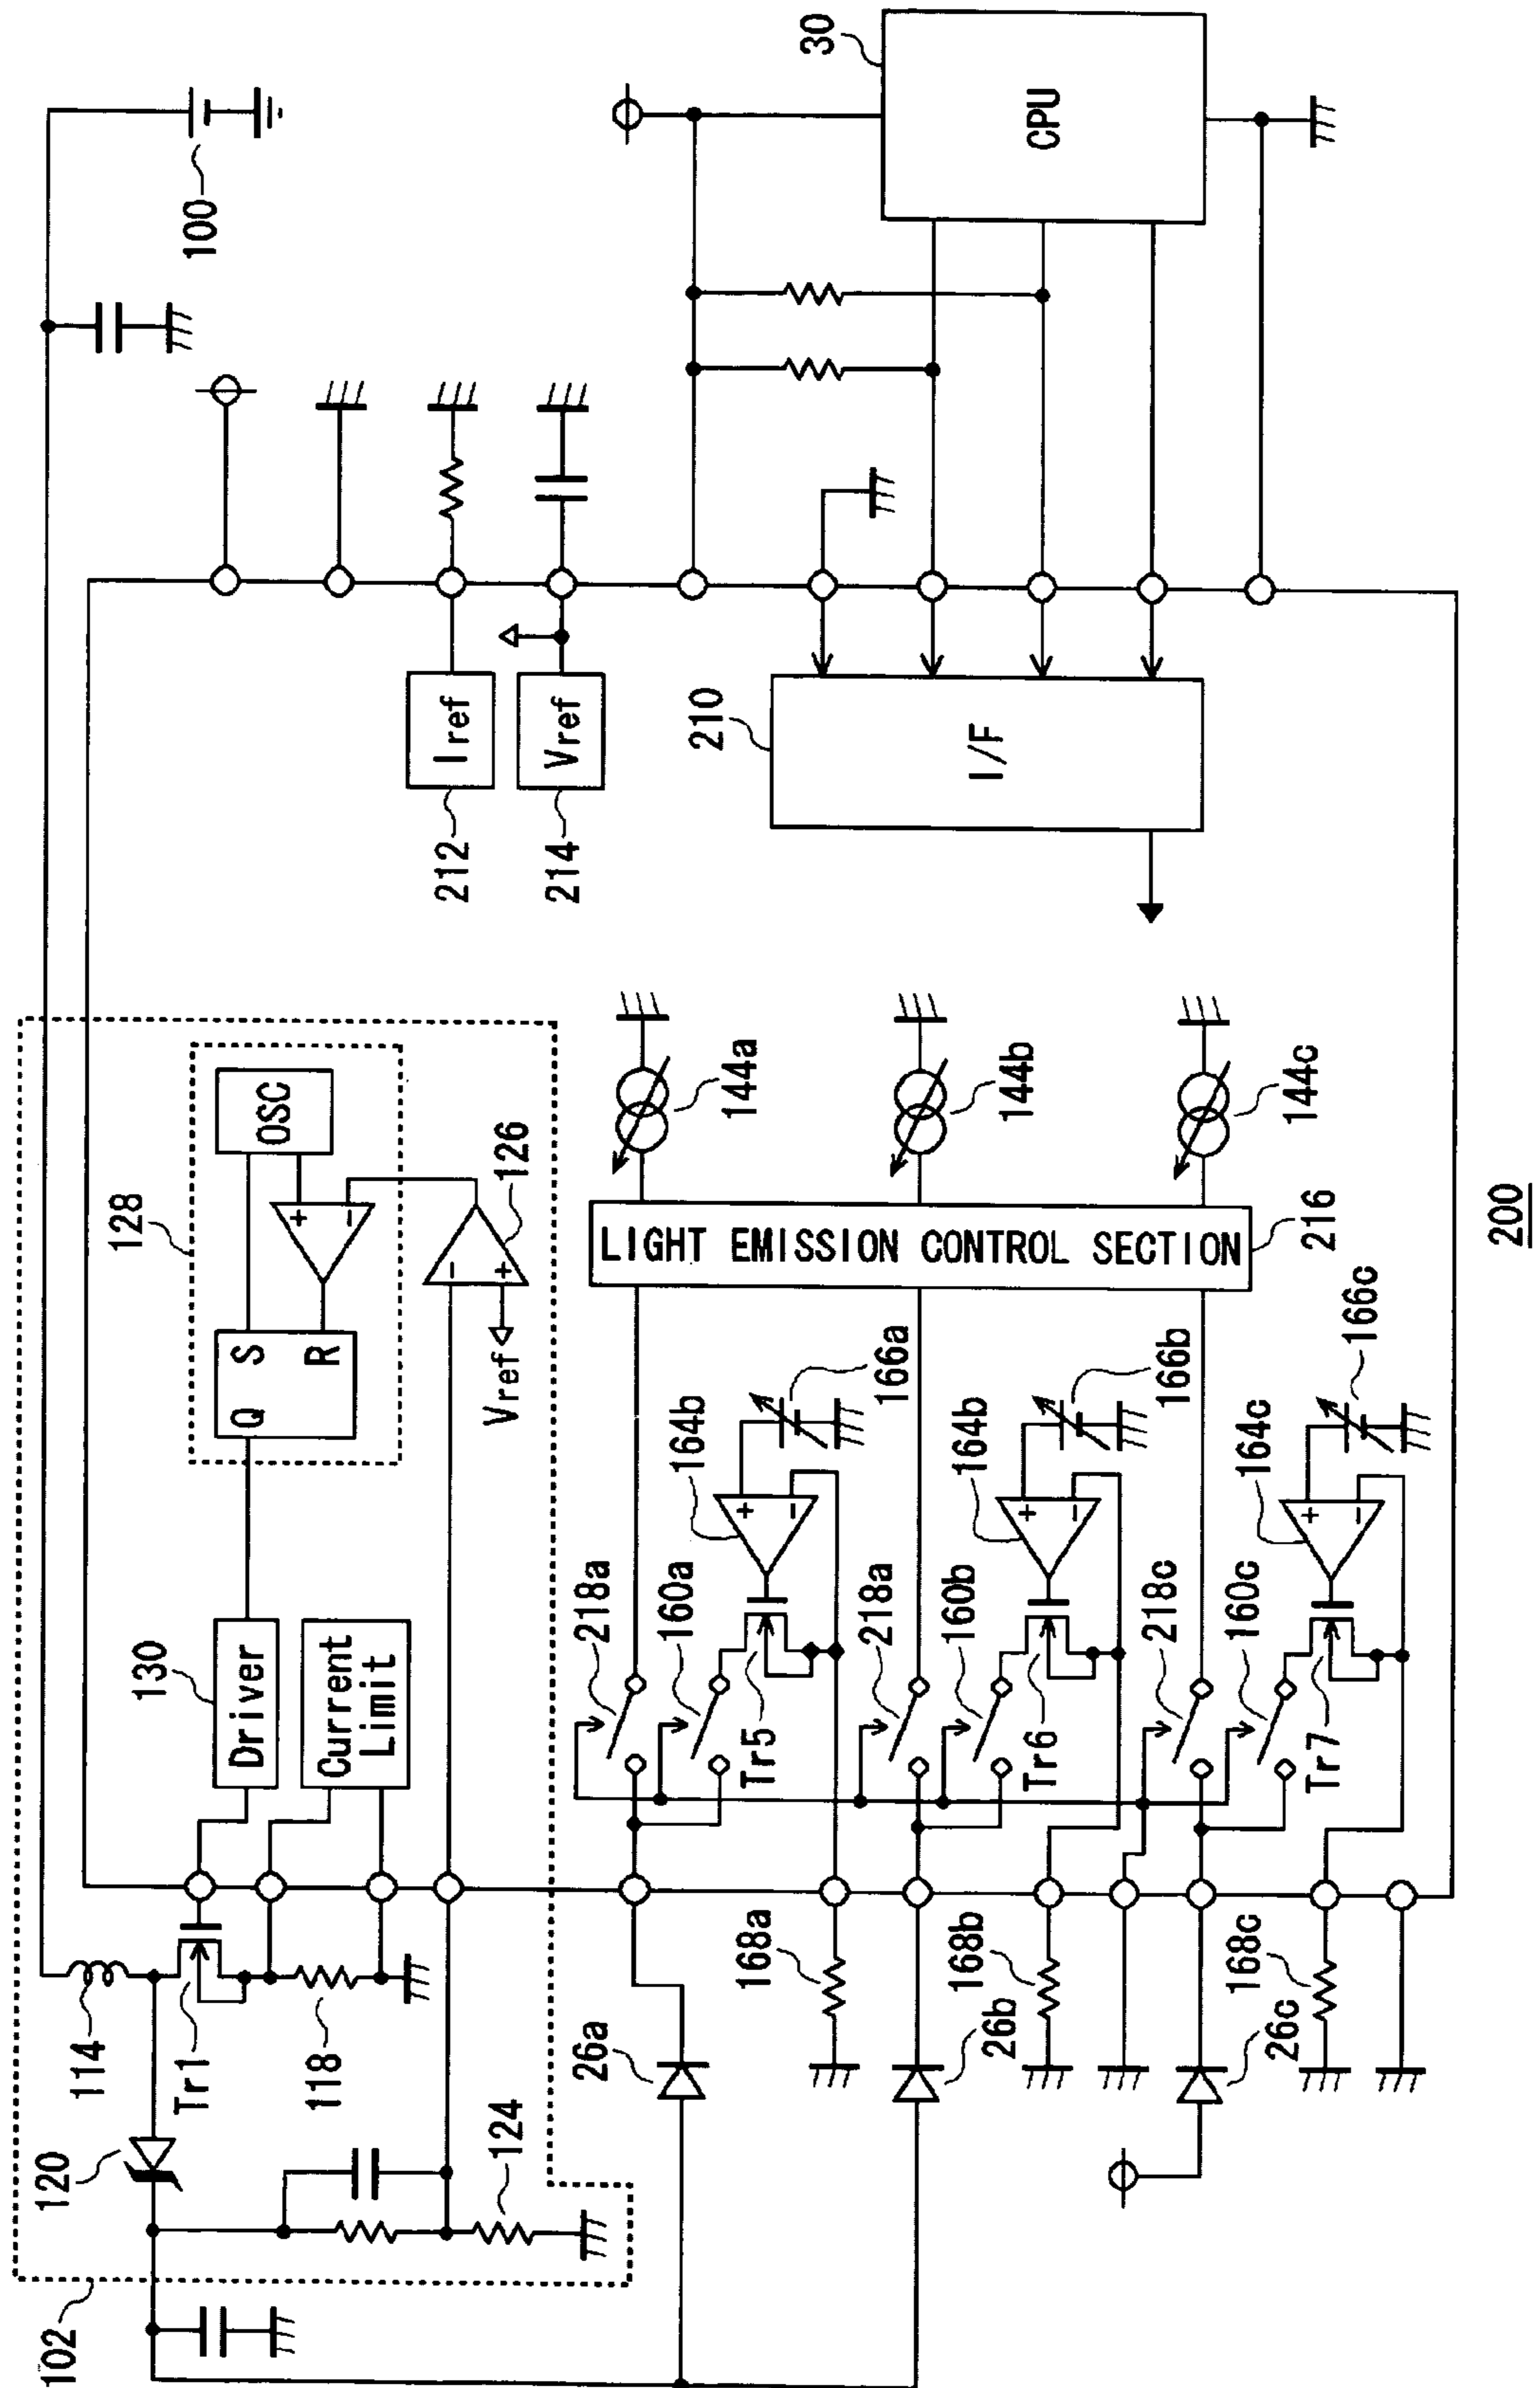 102
120
114
Tr1
118
124
130
Driver
Current
Limit
128
Q
S
R
OSC
+
-
126
-
+
Vref
100
212
Iref
214
Vref
210
I/F
30
CPU
26a
168a
26b
168b
26c
168c
218a
160a
Tr5
164b
+
-
166a
218a
160b
Tr6
164b
+
-
166b
218c
160c
Tr7
164c
+
-
166c
LIGHT EMISSION CONTROL SECTION
216
144a
144b
144c
200